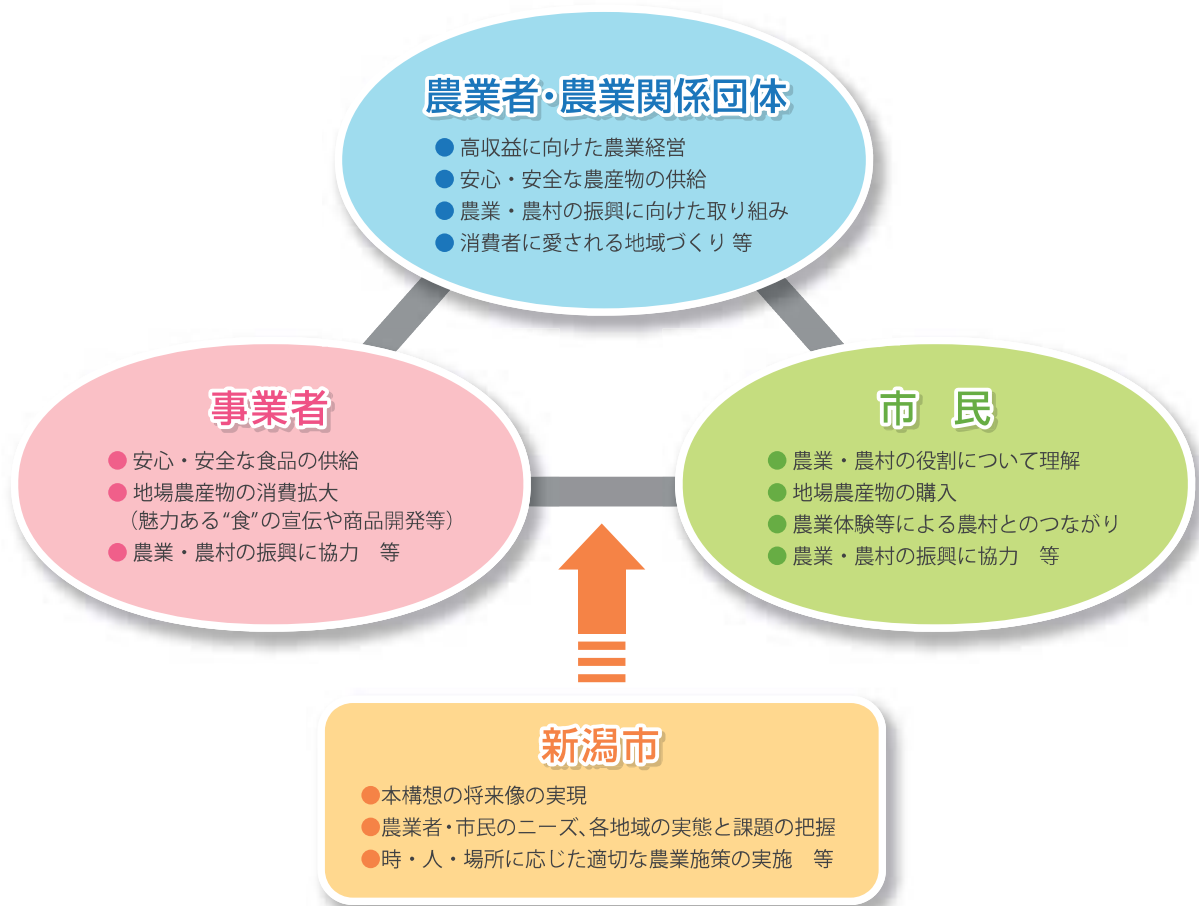 農業者・農業関係団体
● 高収益に向けた農業経営
● 安心・安全な農産物の供給
● 農業・農村の振興に向けた取り組み
● 消費者に愛される地域づくり 等
事業者
● 安心・安全な食品の供給
● 地場農産物の消費拡大
（魅力ある“食”の宣伝や商品開発等）
● 農業・農村の振興に協力　等
市　民
● 農業・農村の役割について理解
● 地場農産物の購入
● 農業体験等による農村とのつながり
● 農業・農村の振興に協力　等
新潟市
●本構想の将来像の実現
●農業者・市民のニーズ、各地域の実態と課題の把握
●時・人・場所に応じた適切な農業施策の実施　等